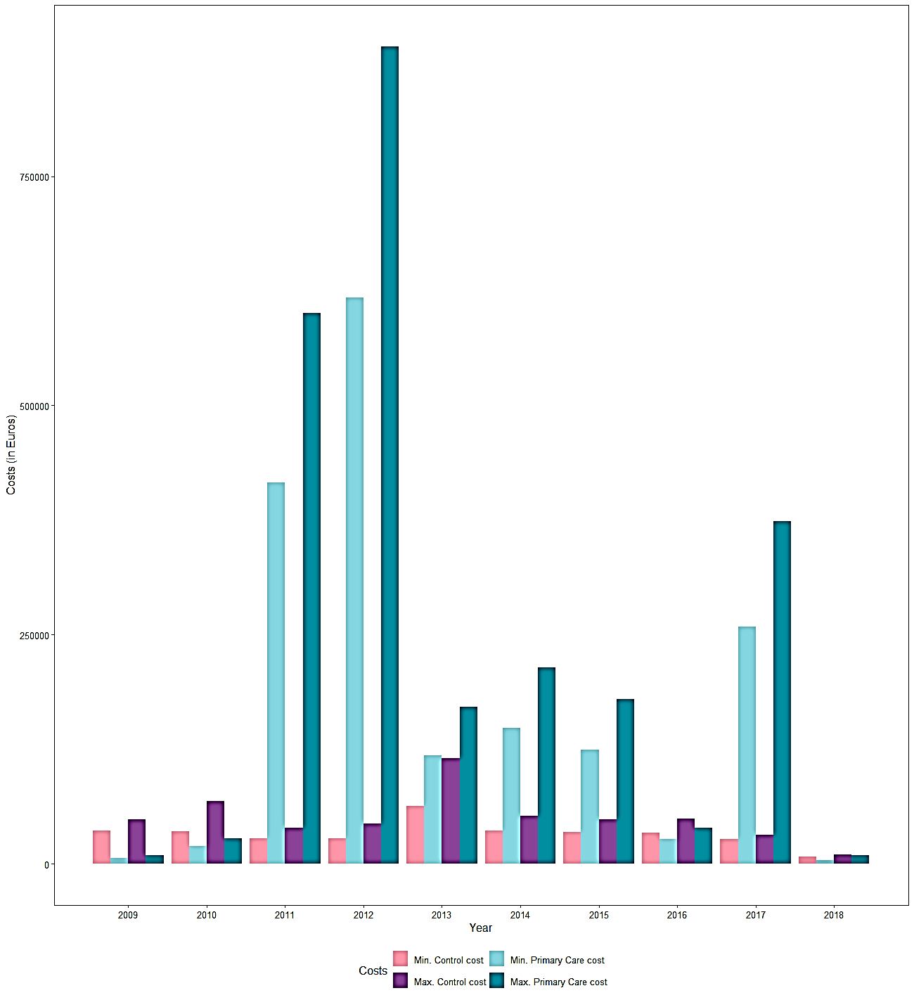 750000
500000
250000
0
Costs (in Euros)
2009 2010 2011 2012 2013 2014 2015 2016 2017 2018
Year
Costs
Min. Control cost Min. Primary Care cost
Max. Control cost Max. Primary Care cost